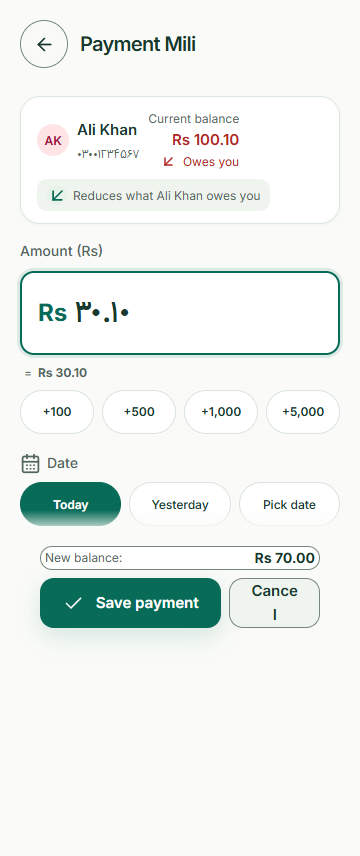 Payment Mili
AK
Ali Khan
۰۳۰۰۱۲۳۴۵۶۷
Current balance
Rs 100.10
Owes you
Reduces what Ali Khan owes you
Amount (Rs)
Rs ۳۰.۱۰
= Rs 30.10
+100 +500 +1,000 +5,000
Date
Today Yesterday Pick date
New balance: Rs 70.00
Save payment
Cance
l